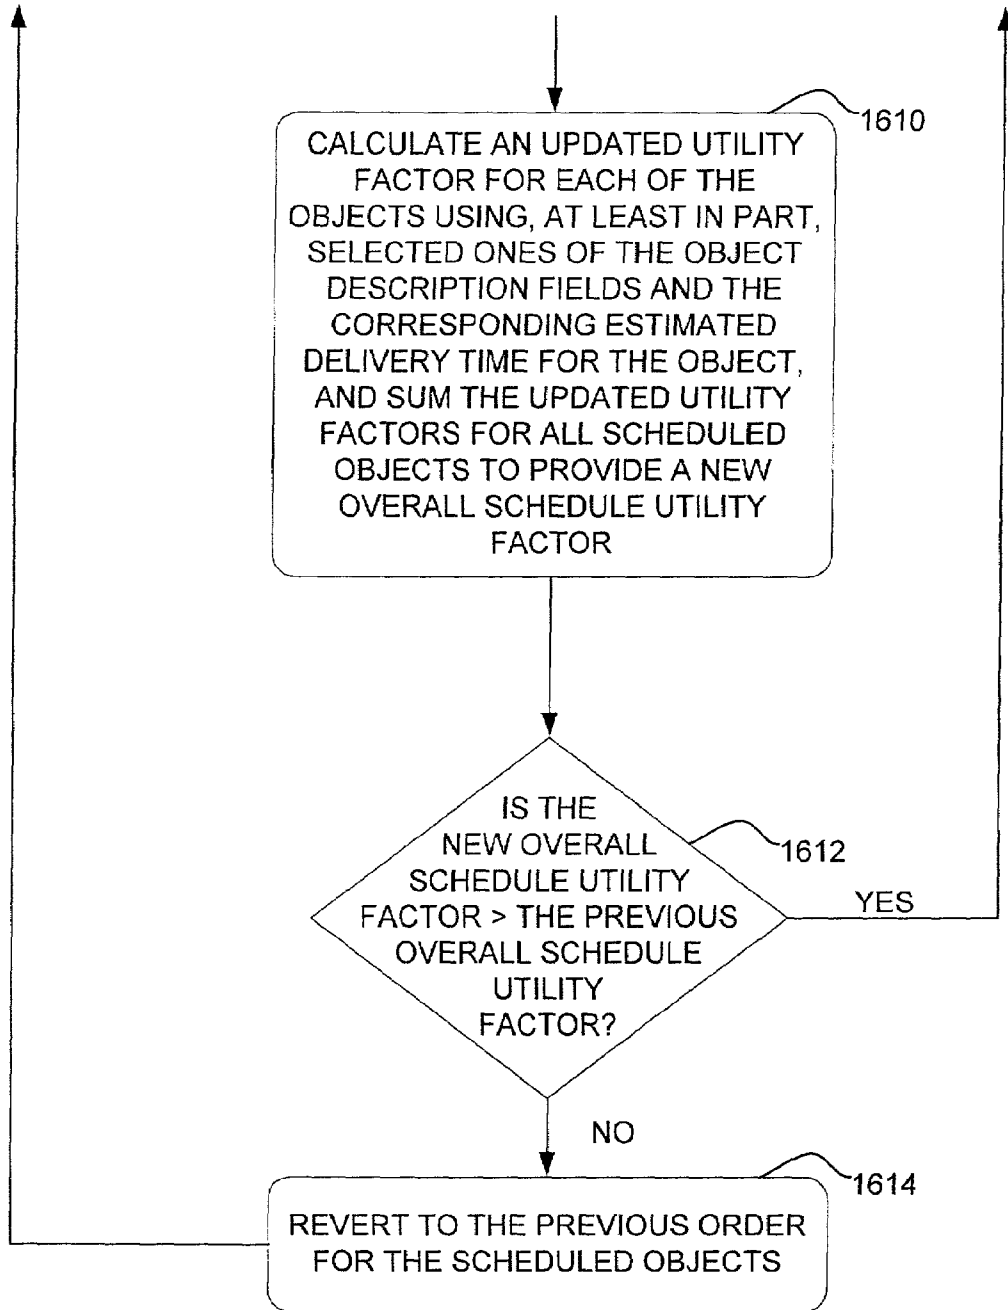 1610
CALCULATE AN UPDATED UTILITY
FACTOR FOR EACH OF THE
OBJECTS USING, AT LEAST IN PART,
SELECTED ONES OF THE OBJECT
DESCRIPTION FIELDS AND THE
CORRESPONDING ESTIMATED
DELIVERY TIME FOR THE OBJECT,
AND SUM THE UPDATED UTILITY
FACTORS FOR ALL SCHEDULED
OBJECTS TO PROVIDE A NEW
OVERALL SCHEDULE UTILITY
FACTOR
IS THE
NEW OVERALL
SCHEDULE UTILITY
FACTOR > THE PREVIOUS
OVERALL SCHEDULE
UTILITY
FACTOR?
1612
YES
NO
1614
REVERT TO THE PREVIOUS ORDER
FOR THE SCHEDULED OBJECTS